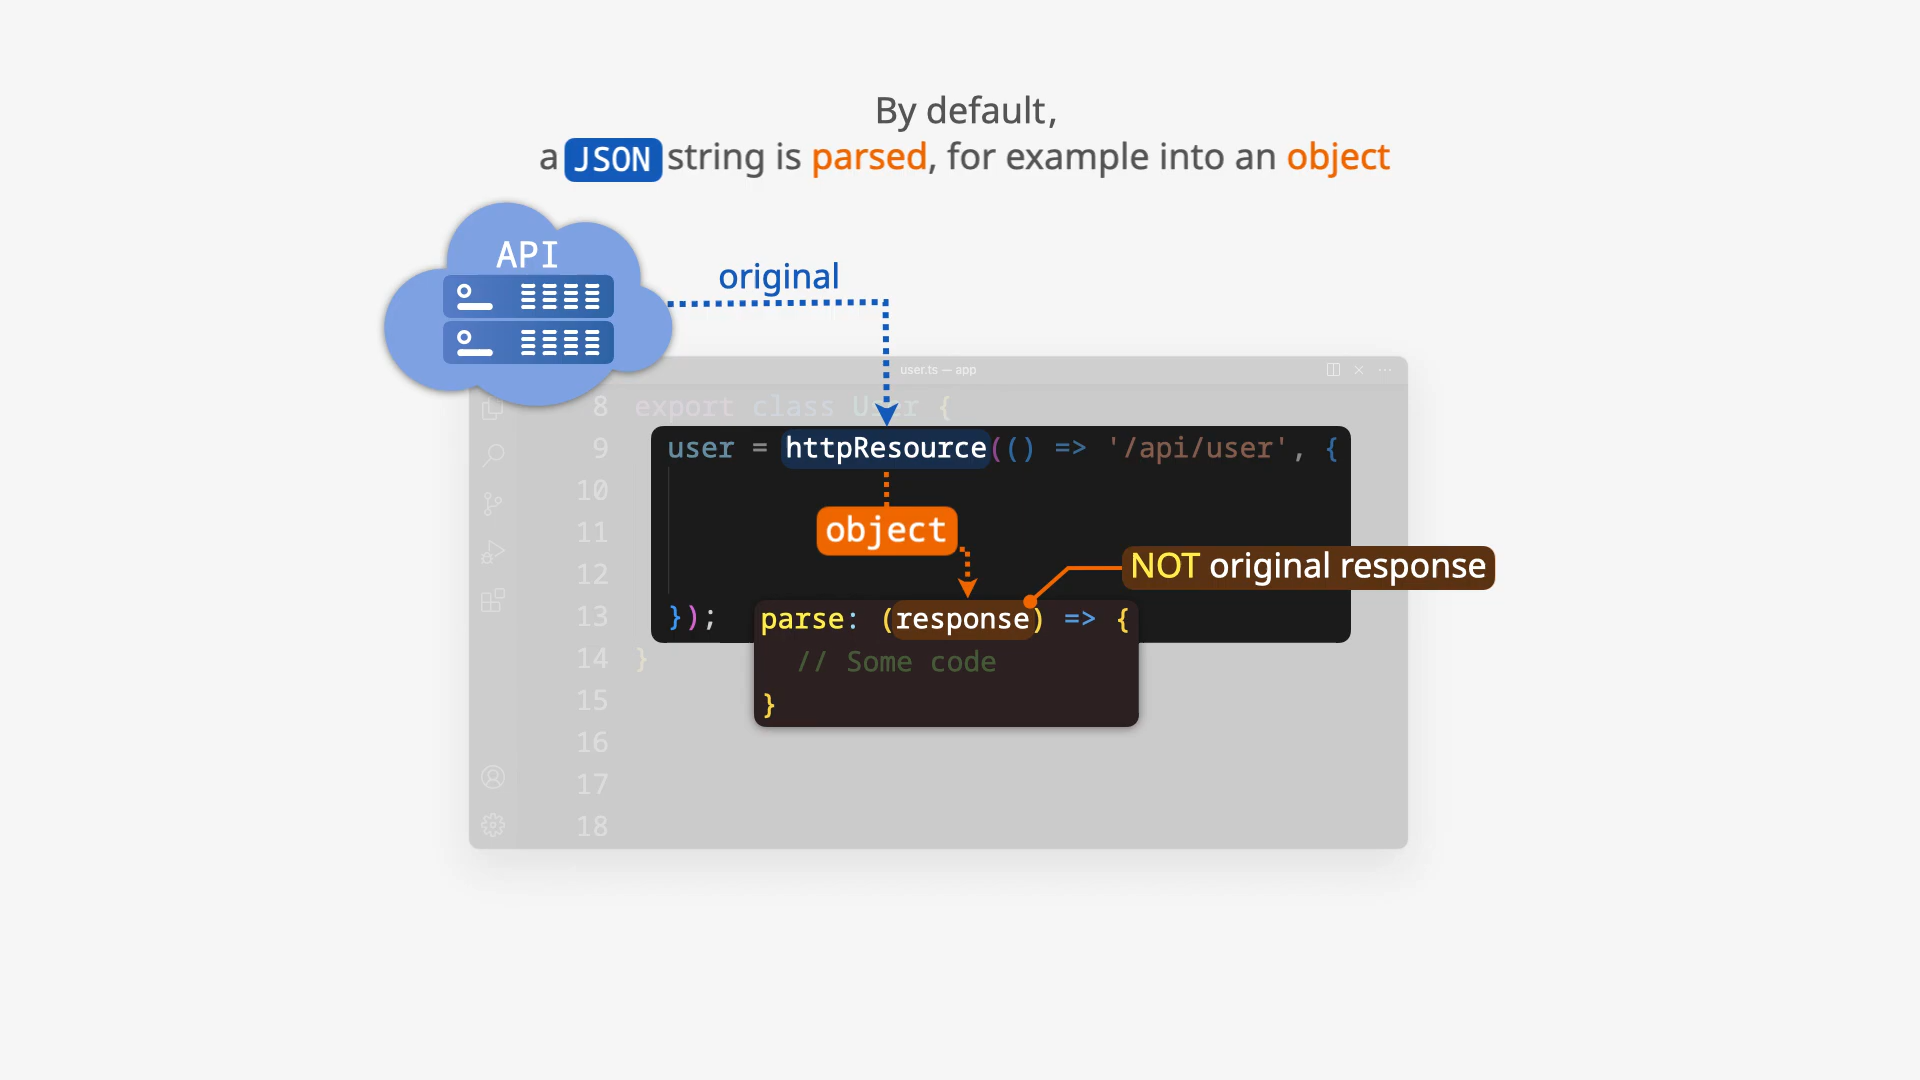 By default,
a JSON string is parsed, for example into an object
API
original
user.ts — app
8 export class User {
9 user = httpResource(() => '/api/user', {
10
object
11
NOT original response
12
13 });
parse: (response) => {
14 }
// Some code
15
}
16
17
18